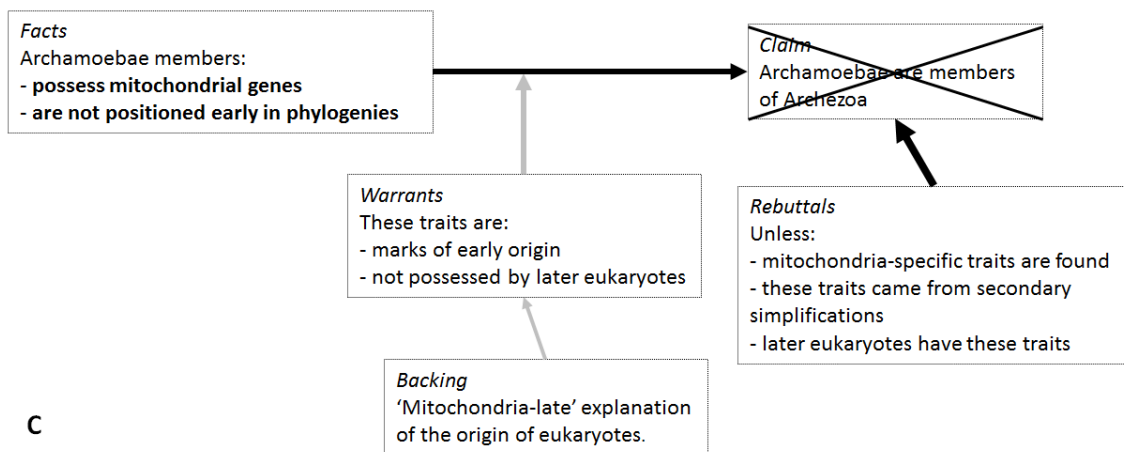 Facts
Archamoebae members:
- possess mitochondrial genes
- are not positioned early in phylogenies
Claim
Archamoebae are members
of Archezoa
Warrants
These traits are:
- marks of early origin
- not possessed by later eukaryotes
Rebuttals
Unless:
- mitochondria-specific traits are found
- these traits came from secondary
simplifications
- later eukaryotes have these traits
Backing
‘Mitochondria-late’ explanation
of the origin of eukaryotes.
C